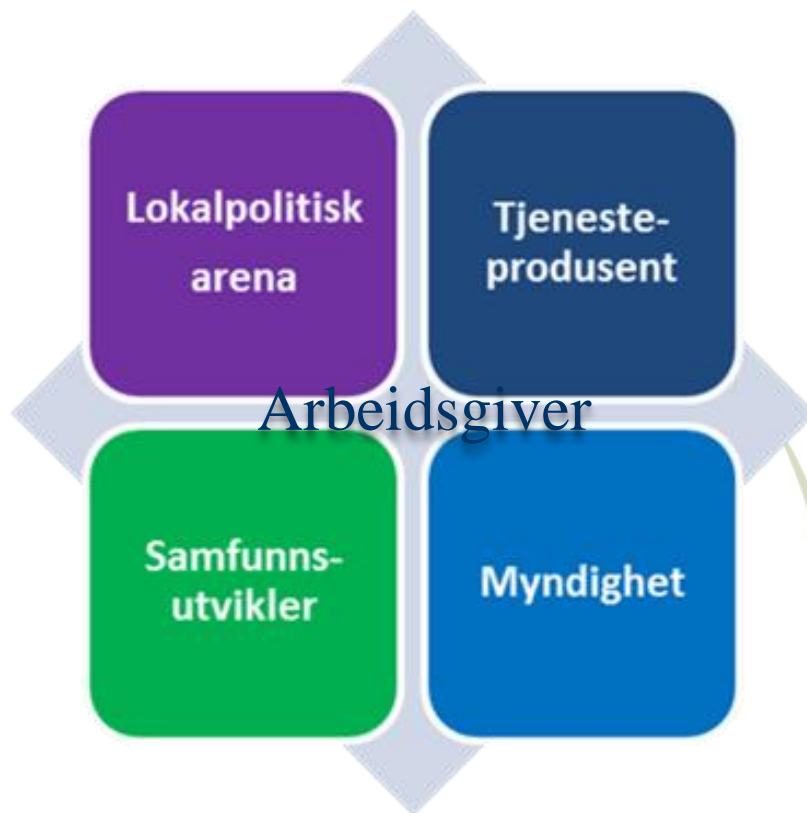 Lokalpolitisk
arena
Tjeneste-
produsent
Arbeidsgiver
Samfunns-
utvikler
Myndighet